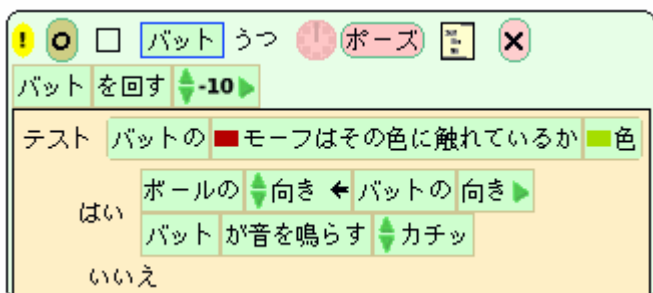 ! バット うつ ポーズ ×
バット を回す -10
テスト バットの モーフはその色に触れているか 色
はい
ボールの 向き ← バットの 向き
バット が音を鳴らす カチッ
いいえ